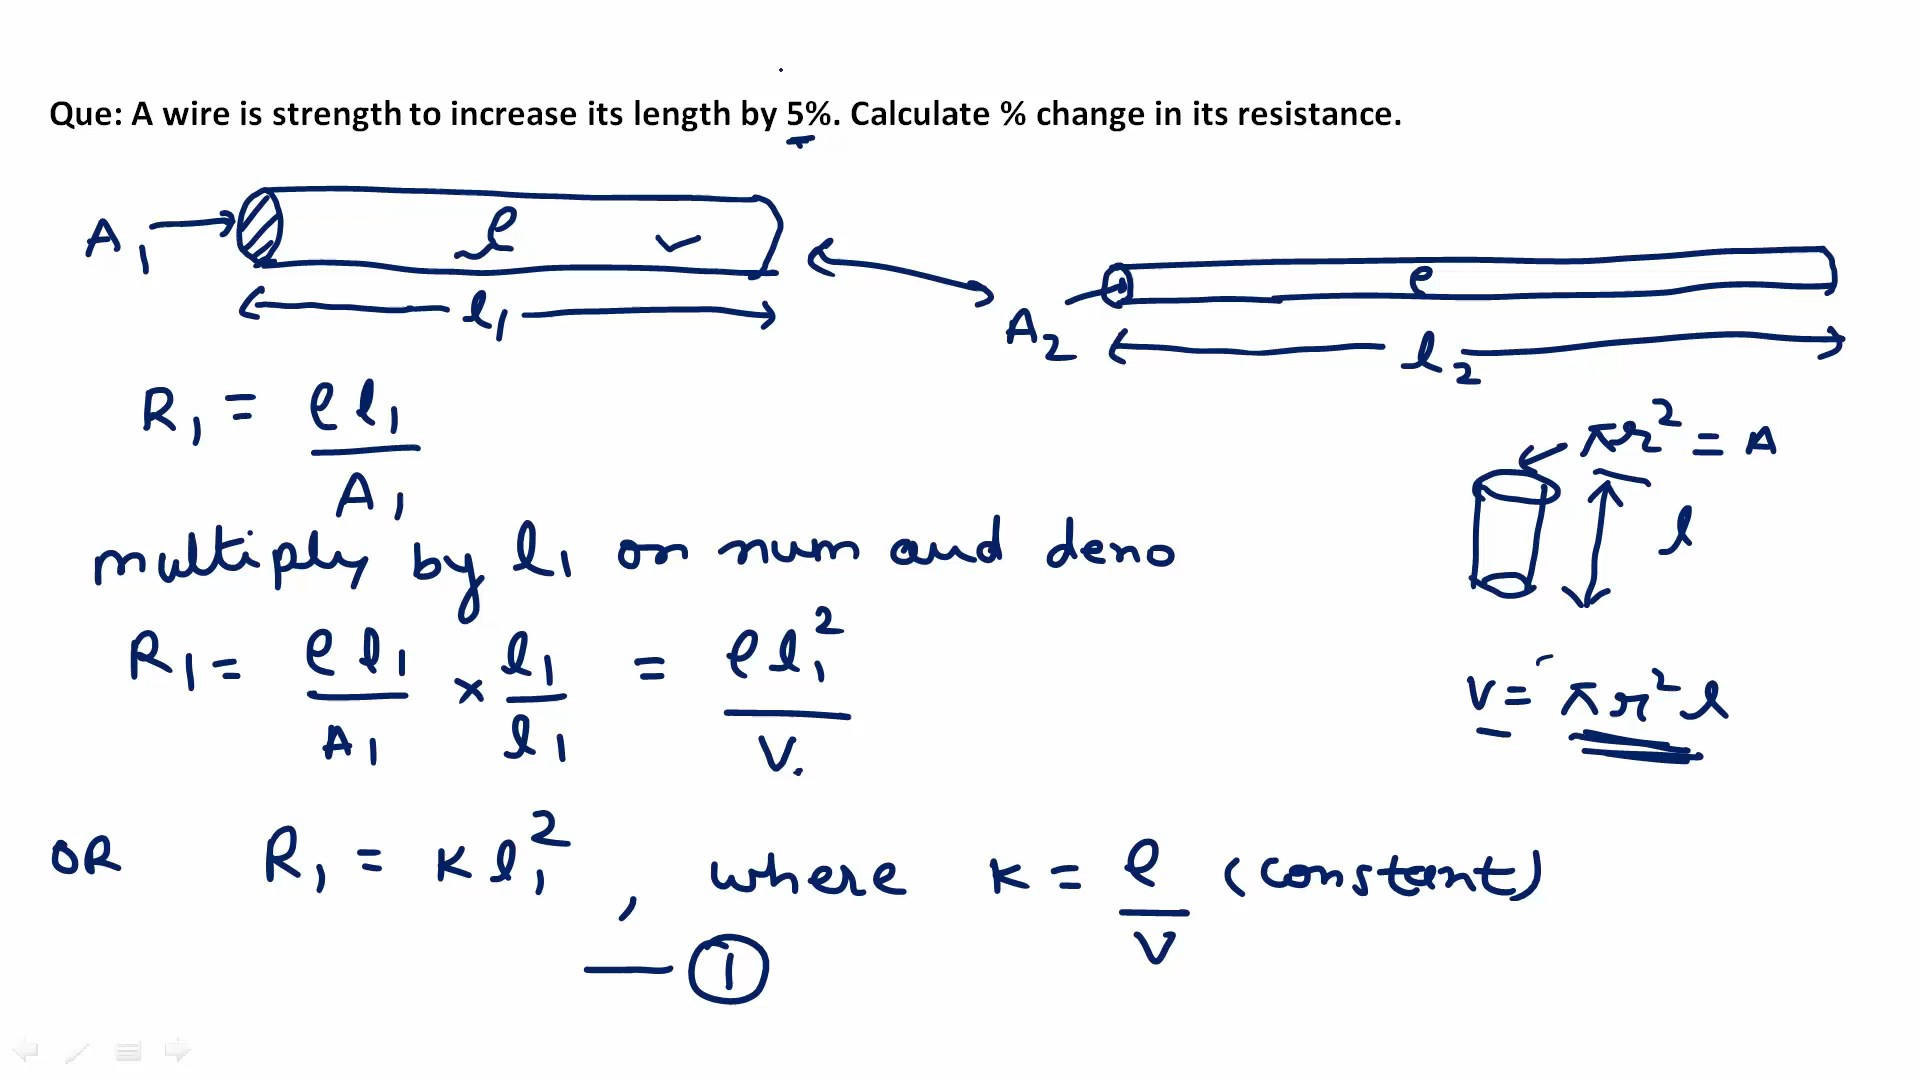 Que: A wire is strength to increase its length by 5%. Calculate % change in its resistance.
A₁ ρ
l₁
A₂ ρ
l₂
R₁ = ρl₁/A₁
πr² = A
l
multiply by l₁ on num and deno
R₁ = ρl₁/A₁ × l₁/l₁ = ρl₁²/V.
V = πr²l
OR R₁ = Kl₁², where K = ρ/V (constant)
— ①